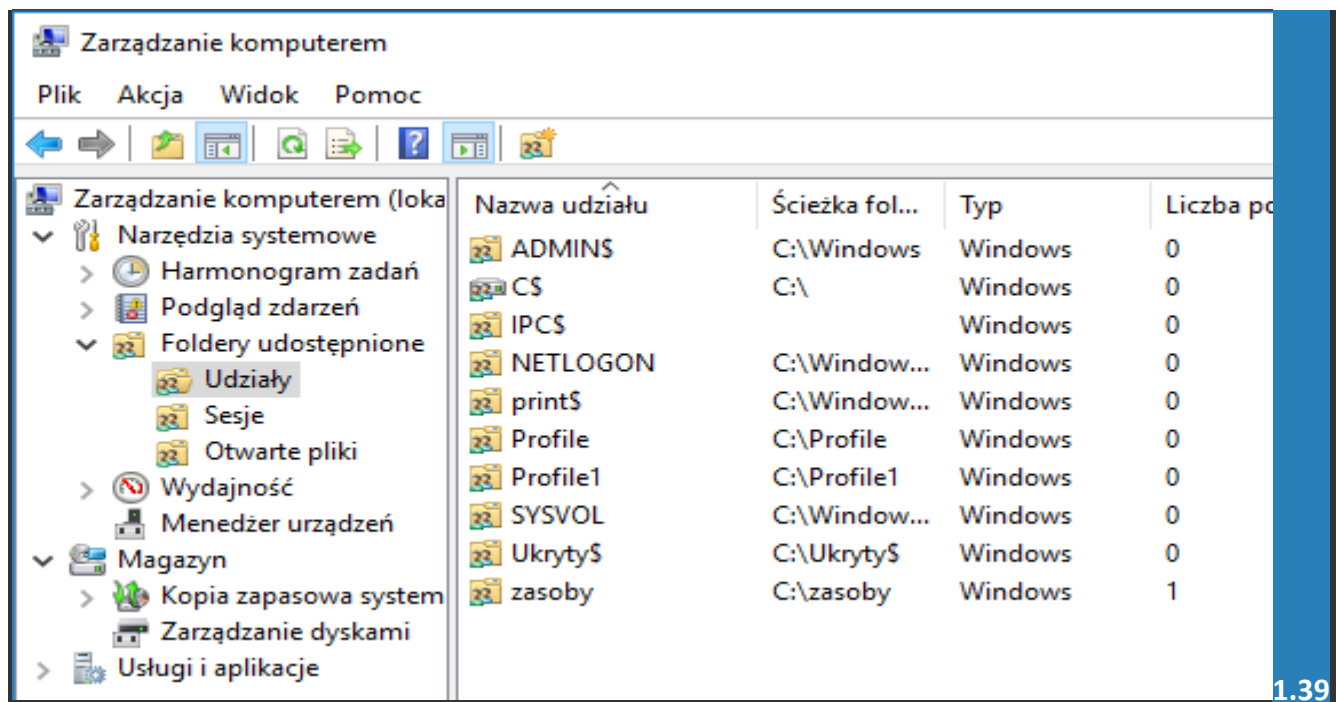 Zarządzanie komputerem
Plik Akcja Widok Pomoc
Zarządzanie komputerem (loka
Narzędzia systemowe
Harmonogram zadań
Podgląd zdarzeń
Foldery udostępnione
Udziały
Sesje
Otwarte pliki
Wydajność
Menedżer urządzeń
Magazyn
Kopia zapasowa system
Zarządzanie dyskami
Usługi i aplikacje
Nazwa udziału Ścieżka fol... Typ Liczba po
ADMIN$ C:\Windows Windows 0
C$ C:\ Windows 0
IPC$ Windows 0
NETLOGON C:\Window... Windows 0
print$ C:\Window... Windows 0
Profile C:\Profile Windows 0
Profile1 C:\Profile1 Windows 0
SYSVOL C:\Window... Windows 0
Ukryty$ C:\Ukryty$ Windows 0
zasoby C:\zasoby Windows 1
1.39